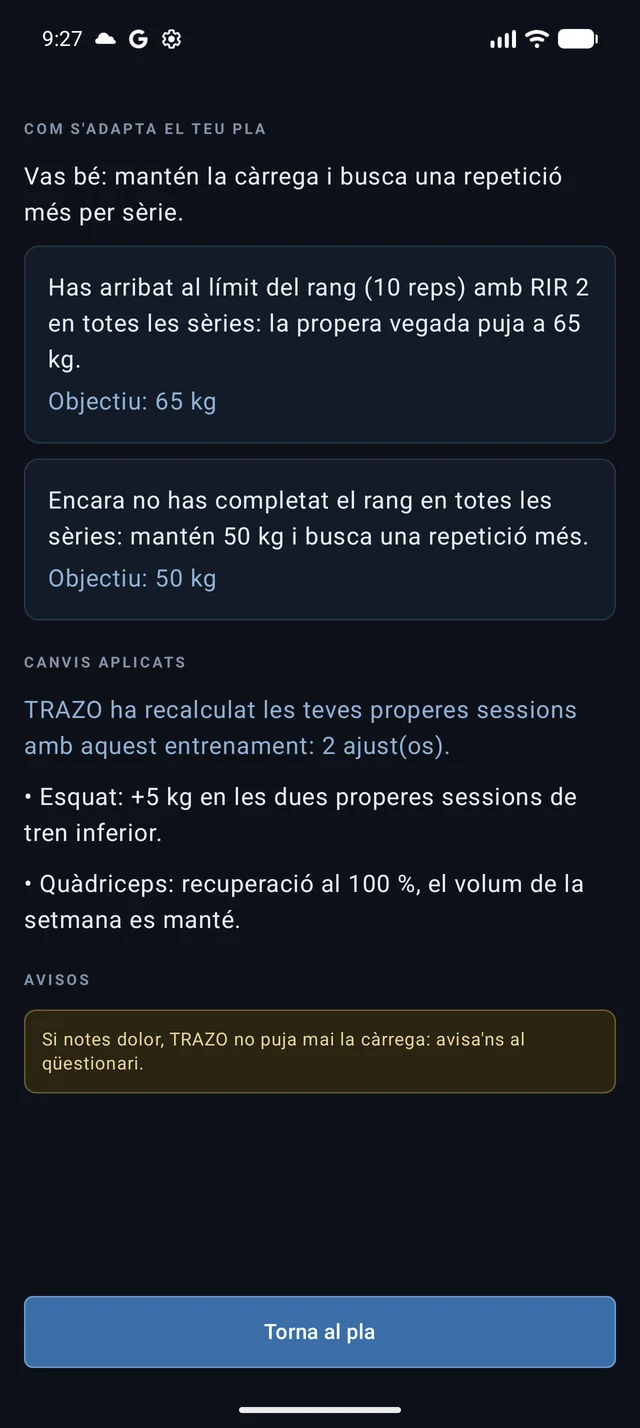 9:27
COM S'ADAPTA EL TEU PLA
Vas bé: mantén la càrrega i busca una repetició
més per sèrie.
Has arribat al límit del rang (10 reps) amb RIR 2
en totes les sèries: la propera vegada puja a 65
kg.
Objectiu: 65 kg
Encara no has completat el rang en totes les
sèries: mantén 50 kg i busca una repetició més.
Objectiu: 50 kg
CANVIS APLICATS
TRAZO ha recalculat les teves properes sessions
amb aquest entrenament: 2 ajust(os).
• Esquat: +5 kg en les dues properes sessions de
tren inferior.
• Quàdriceps: recuperació al 100 %, el volum de la
setmana es manté.
AVISOS
Si notes dolor, TRAZO no puja mai la càrrega: avisa'ns al
qüestionari.
Torna al pla